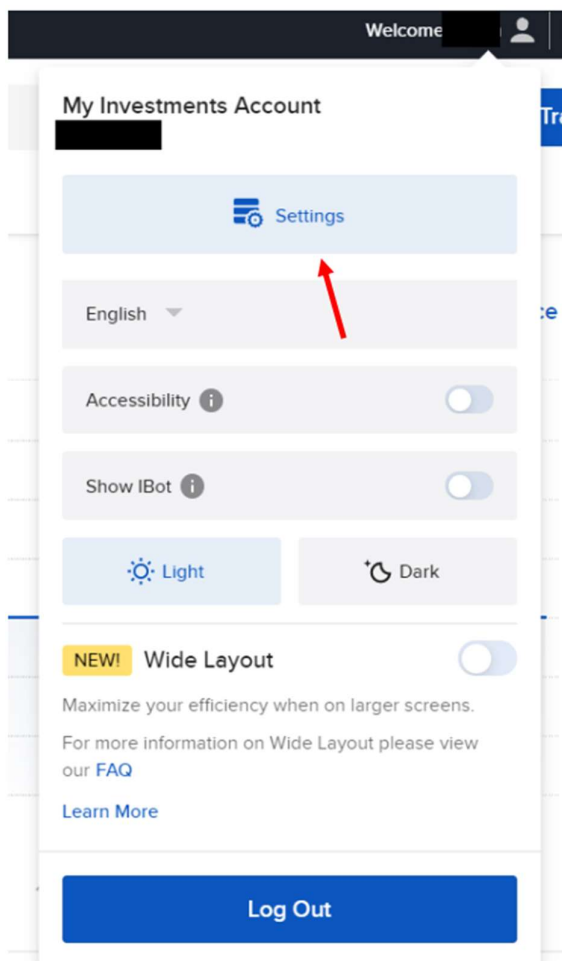 Welcome
My Investments Account
Tra
Settings
English
:e
Accessibility
Show IBot
Light
Dark
NEW! Wide Layout
Maximize your efficiency when on larger screens.
For more information on Wide Layout please view
our FAQ
Learn More
Log Out